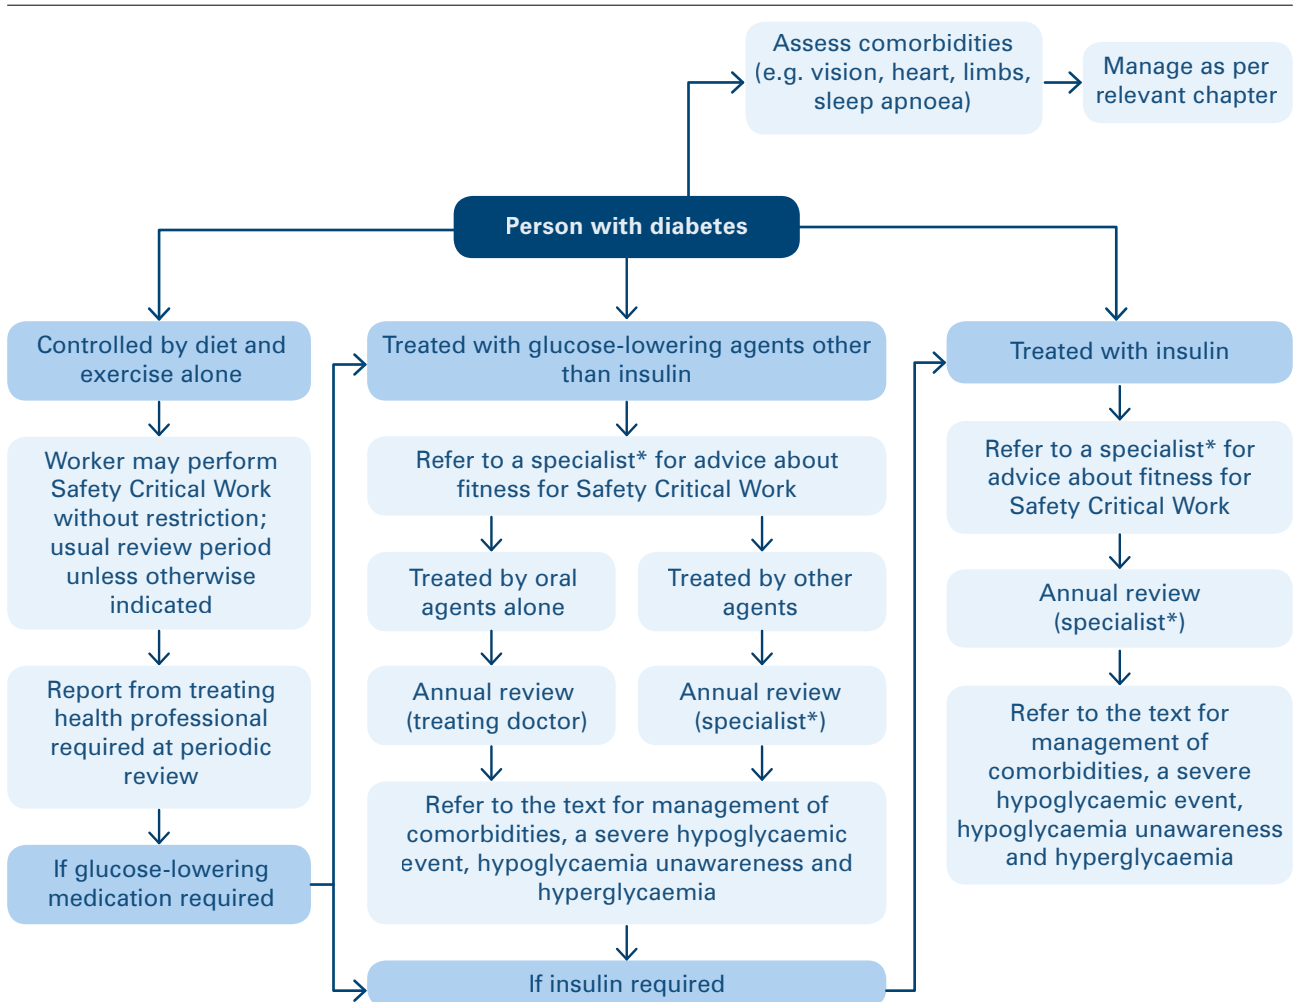 Assess comorbidities
(e.g. vision, heart, limbs,
sleep apnoea)
Manage as per
relevant chapter
Person with diabetes
Controlled by diet and
exercise alone
Worker may perform
Safety Critical Work
without restriction;
usual review period
unless otherwise
indicated
Report from treating
health professional
required at periodic
review
If glucose-lowering
medication required
Treated with glucose-lowering agents other
than insulin
Refer to a specialist* for advice about
fitness for Safety Critical Work
Treated by oral
agents alone
Annual review
(treating doctor)
Treated by other
agents
Annual review
(specialist*)
Refer to the text for management of
comorbidities, a severe hypoglycaemic
event, hypoglycaemia unawareness and
hyperglycaemia
If insulin required
Treated with insulin
Refer to a specialist* for
advice about fitness for
Safety Critical Work
Annual review
(specialist*)
Refer to the text for
management of
comorbidities, a severe
hypoglycaemic event,
hypoglycaemia unawareness
and hyperglycaemia